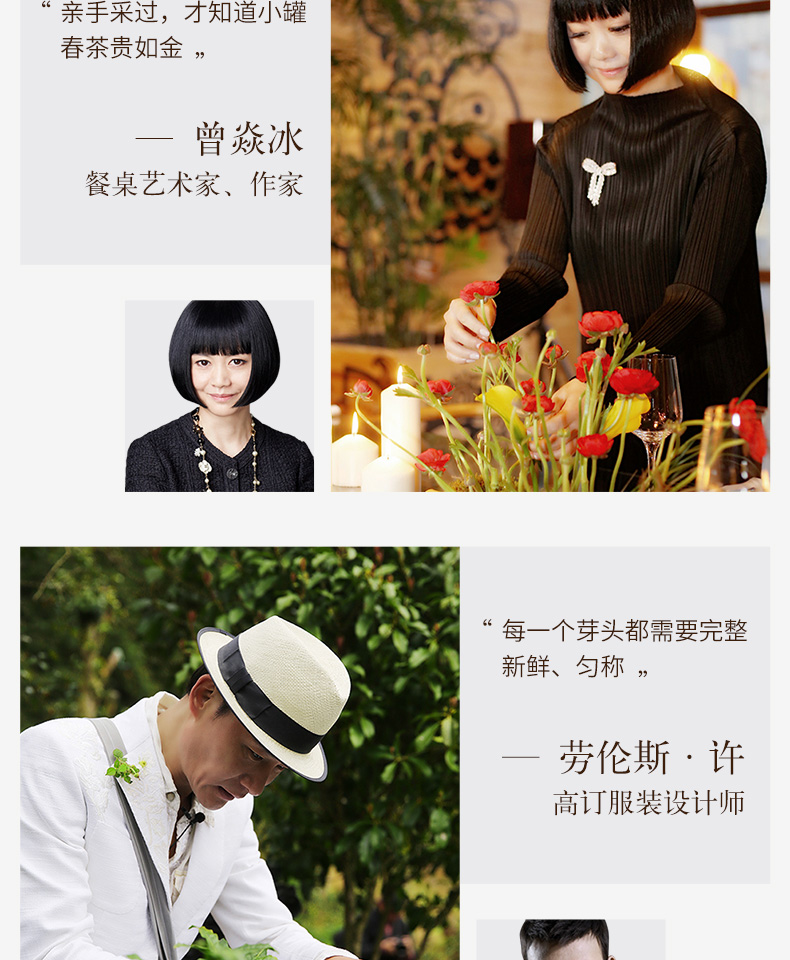 “ 亲手采过，才知道小罐
春茶贵如金 „
— 曾焱冰
餐桌艺术家、作家
“ 每一个芽头都需要完整
新鲜、匀称 „
— 劳伦斯·许
高订服装设计师